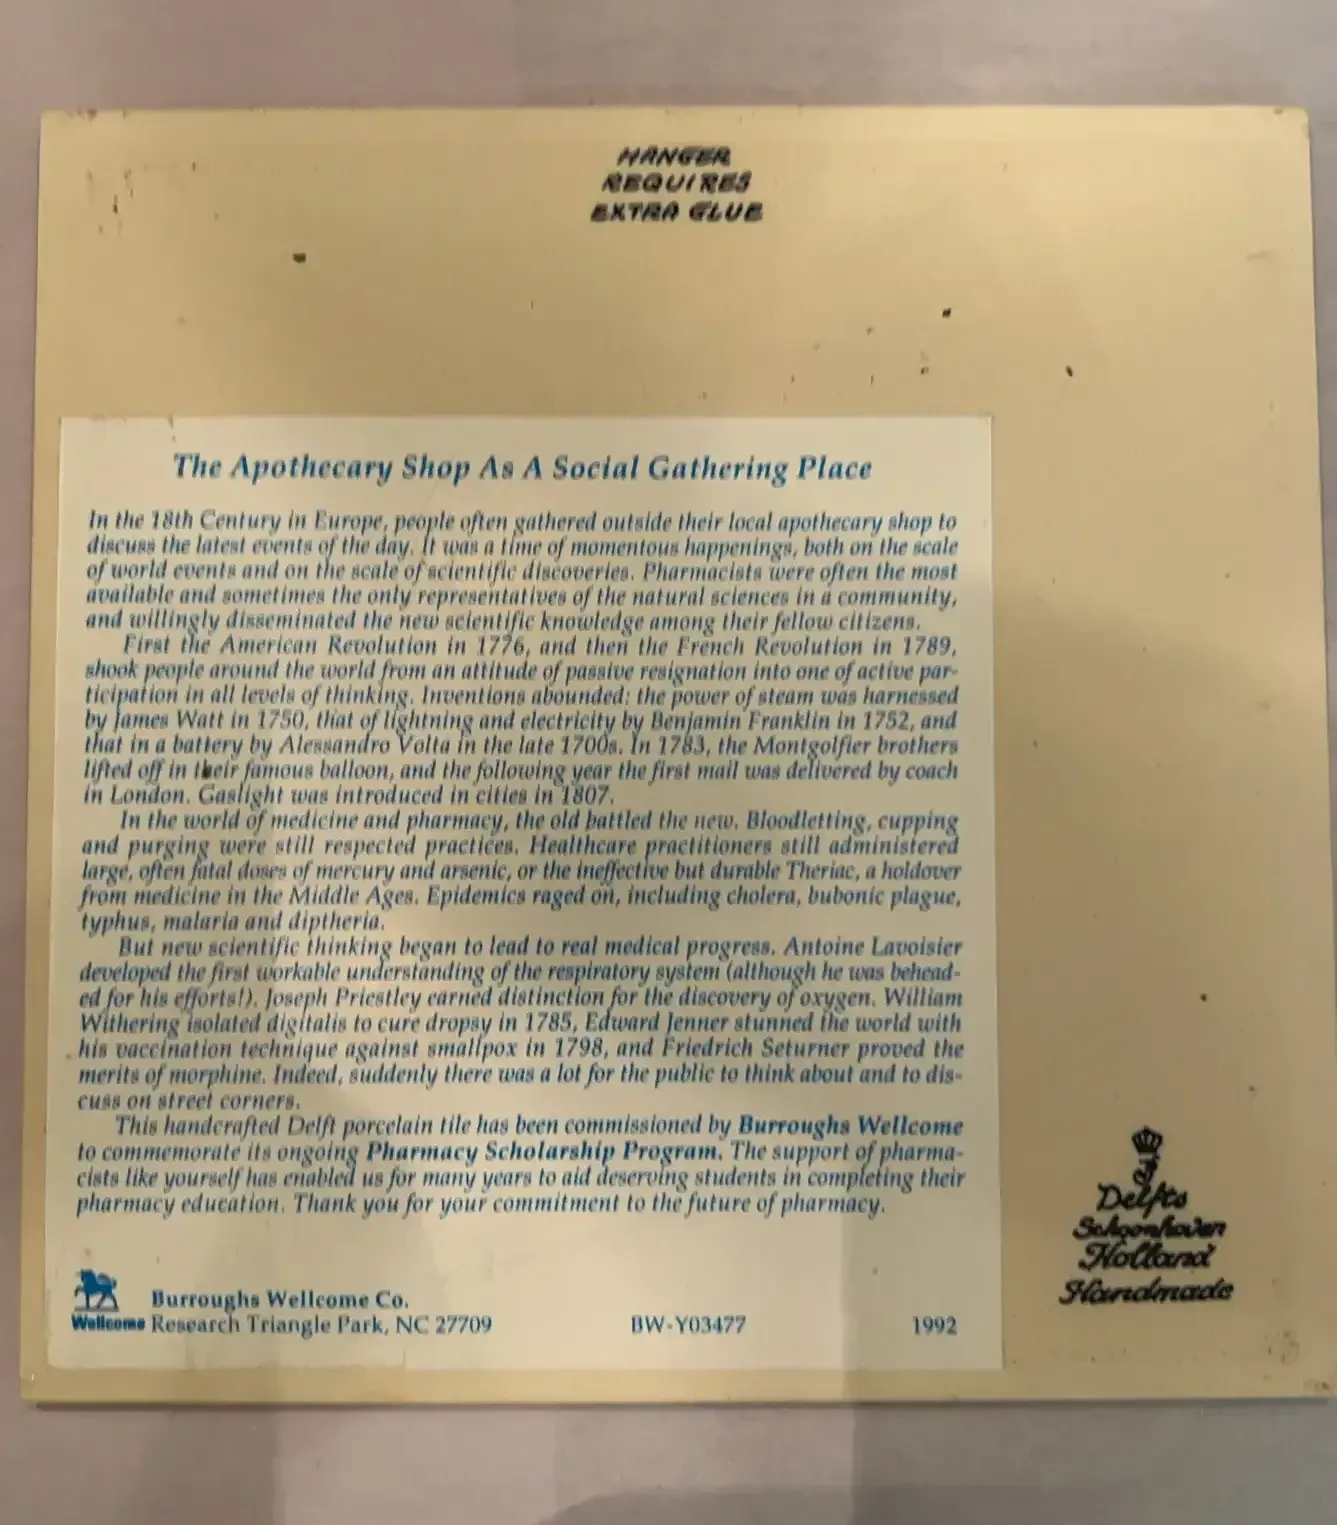 HANGER
REQUIRES
EXTRA GLUE
The Apothecary Shop As A Social Gathering Place
In the 18th Century in Europe, people often gathered outside their local apothecary shop to
discuss the latest events of the day. It was a time of momentous happenings, both on the scale
of world events and on the scale of scientific discoveries. Pharmacists were often the most
available and sometimes the only representatives of the natural sciences in a community,
and willingly disseminated the new scientific knowledge among their fellow citizens.
First the American Revolution in 1776, and then the French Revolution in 1789,
shook people around the world from an attitude of passive resignation into one of active par-
ticipation in all levels of thinking. Inventions abounded: the power of steam was harnessed
by James Watt in 1750, that of lightning and electricity by Benjamin Franklin in 1752, and
that in a battery by Alessandro Volta in the late 1700s. In 1783, the Montgolfier brothers
lifted off in their famous balloon, and the following year the first mail was delivered by coach
in London. Gaslight was introduced in cities in 1807.
In the world of medicine and pharmacy, the old battled the new. Bloodletting, cupping
and purging were still respected practices. Healthcare practitioners still administered
large, often fatal doses of mercury and arsenic, or the ineffective but durable Theriac, a holdover
from medicine in the Middle Ages. Epidemics raged on, including cholera, bubonic plague,
typhus, malaria and diptheria.
But new scientific thinking began to lead to real medical progress. Antoine Lavoisier
developed the first workable understanding of the respiratory system (although he was behead-
ed for his efforts!). Joseph Priestley earned distinction for the discovery of oxygen. William
Withering isolated digitalis to cure dropsy in 1785, Edward Jenner stunned the world with
his vaccination technique against smallpox in 1798, and Friedrich Seturner proved the
merits of morphine. Indeed, suddenly there was a lot for the public to think about and to dis-
cuss on street corners.
This handcrafted Delft porcelain tile has been commissioned by Burroughs Wellcome
to commemorate its ongoing Pharmacy Scholarship Program. The support of pharma-
cists like yourself has enabled us for many years to aid deserving students in completing their
pharmacy education. Thank you for your commitment to the future of pharmacy.
Burroughs Wellcome Co.
Wellcome Research Triangle Park, NC 27709 BW-Y03477 1992
Delfts
Schoonhoven
Holland
Handmade